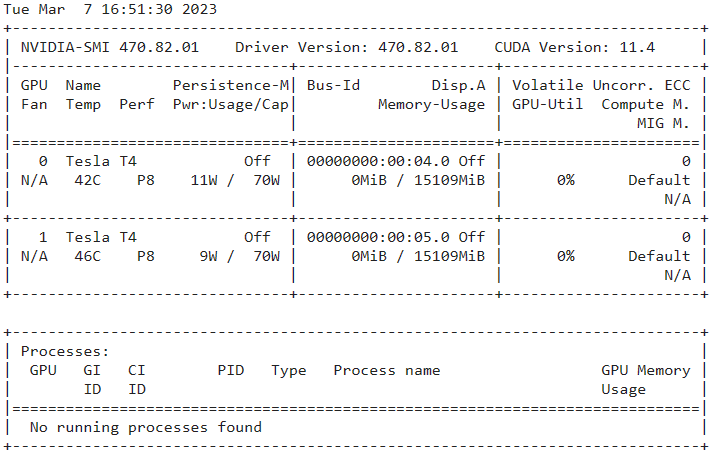 Tue Mar  7 16:51:30 2023
+-----------------------------------------------------------------------------+
| NVIDIA-SMI 470.82.01    Driver Version: 470.82.01    CUDA Version: 11.4     |
|-------------------------------+----------------------+----------------------+
| GPU  Name        Persistence-M| Bus-Id        Disp.A | Volatile Uncorr. ECC |
| Fan  Temp  Perf  Pwr:Usage/Cap|         Memory-Usage | GPU-Util  Compute M. |
|                               |                      |               MIG M. |
|===============================+======================+======================|
|   0  Tesla T4            Off  | 00000000:00:04.0 Off |                    0 |
| N/A   42C    P8    11W /  70W |      0MiB / 15109MiB |      0%      Default |
|                               |                      |                  N/A |
+-------------------------------+----------------------+----------------------+
|   1  Tesla T4            Off  | 00000000:00:05.0 Off |                    0 |
| N/A   46C    P8     9W /  70W |      0MiB / 15109MiB |      0%      Default |
|                               |                      |                  N/A |
+-------------------------------+----------------------+----------------------+

+-----------------------------------------------------------------------------+
| Processes:                                                                  |
|  GPU   GI   CI        PID   Type   Process name                  GPU Memory |
|        ID   ID                                                   Usage      |
|=============================================================================|
|  No running processes found                                                 |
+-----------------------------------------------------------------------------+